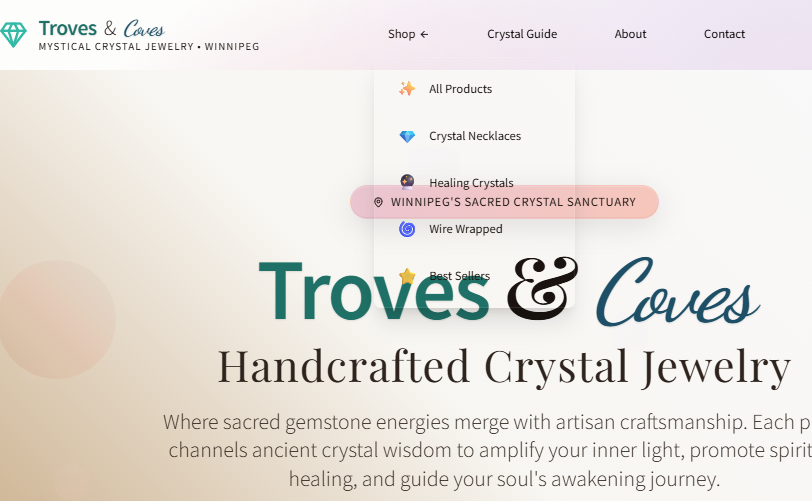 Troves & Coves
MYSTICAL CRYSTAL JEWELRY • WINNIPEG
Shop ← Crystal Guide About Contact
All Products
Crystal Necklaces
Healing Crystals
WINNIPEG'S SACRED CRYSTAL SANCTUARY
Wire Wrapped
Best Sellers
Troves & Coves
Handcrafted Crystal Jewelry
Where sacred gemstone energies merge with artisan craftsmanship. Each p
channels ancient crystal wisdom to amplify your inner light, promote spirit
healing, and guide your soul's awakening journey.